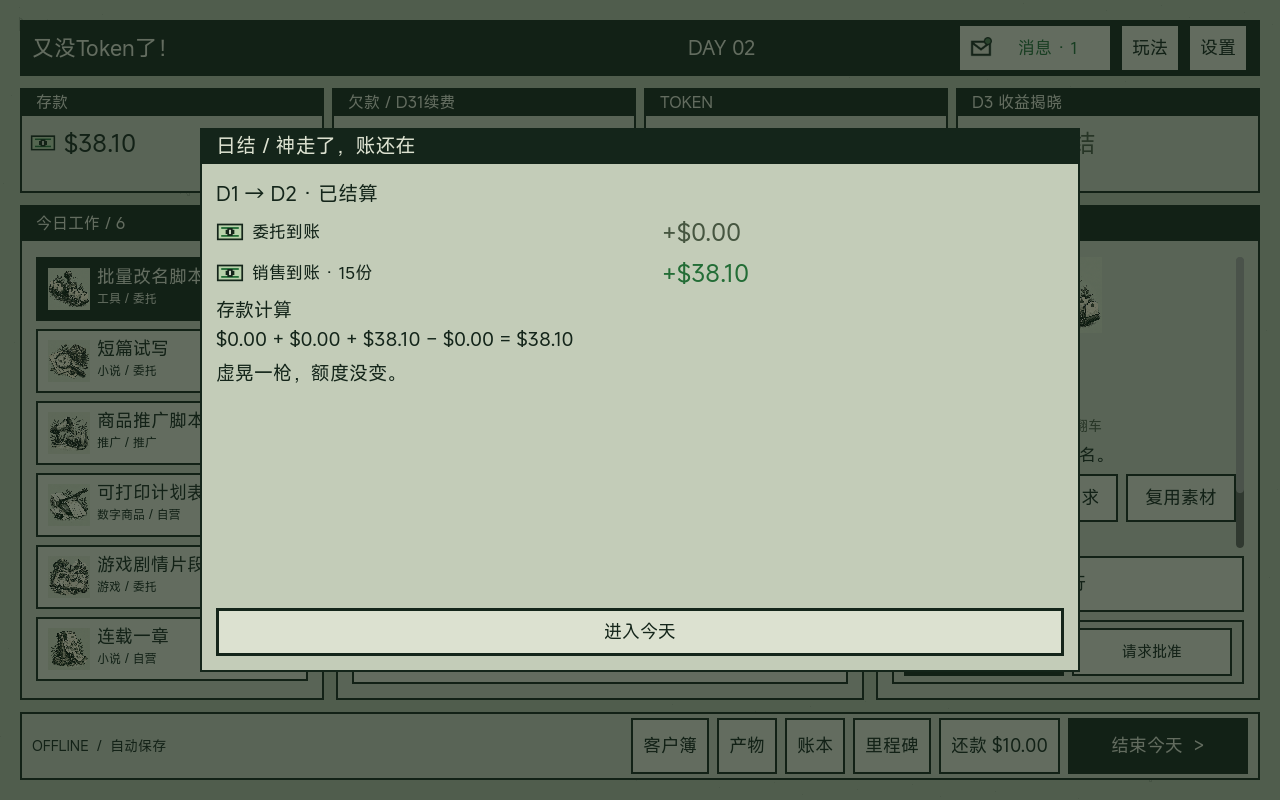 又没Token了！
DAY 02
消息 · 1
玩法
设置
存款
欠款 / D31续费
TOKEN
D3 收益揭晓
$38.10
结
日结 / 神走了，账还在
D1 → D2 · 已结算
委托到账
+$0.00
销售到账 · 15份
+$38.10
存款计算
$0.00 + $0.00 + $38.10 − $0.00 = $38.10
虚晃一枪，额度没变。
进入今天
今日工作 / 6
批量改名脚本
工具 / 委托
短篇试写
小说 / 委托
商品推广脚本
推广 / 推广
可打印计划表
数字商品 / 自营
游戏剧情片段
游戏 / 委托
连载一章
小说 / 自营
翻车
名。
求
复用素材
请求批准
OFFLINE / 自动保存
客户簿
产物
账本
里程碑
还款 $10.00
结束今天 >